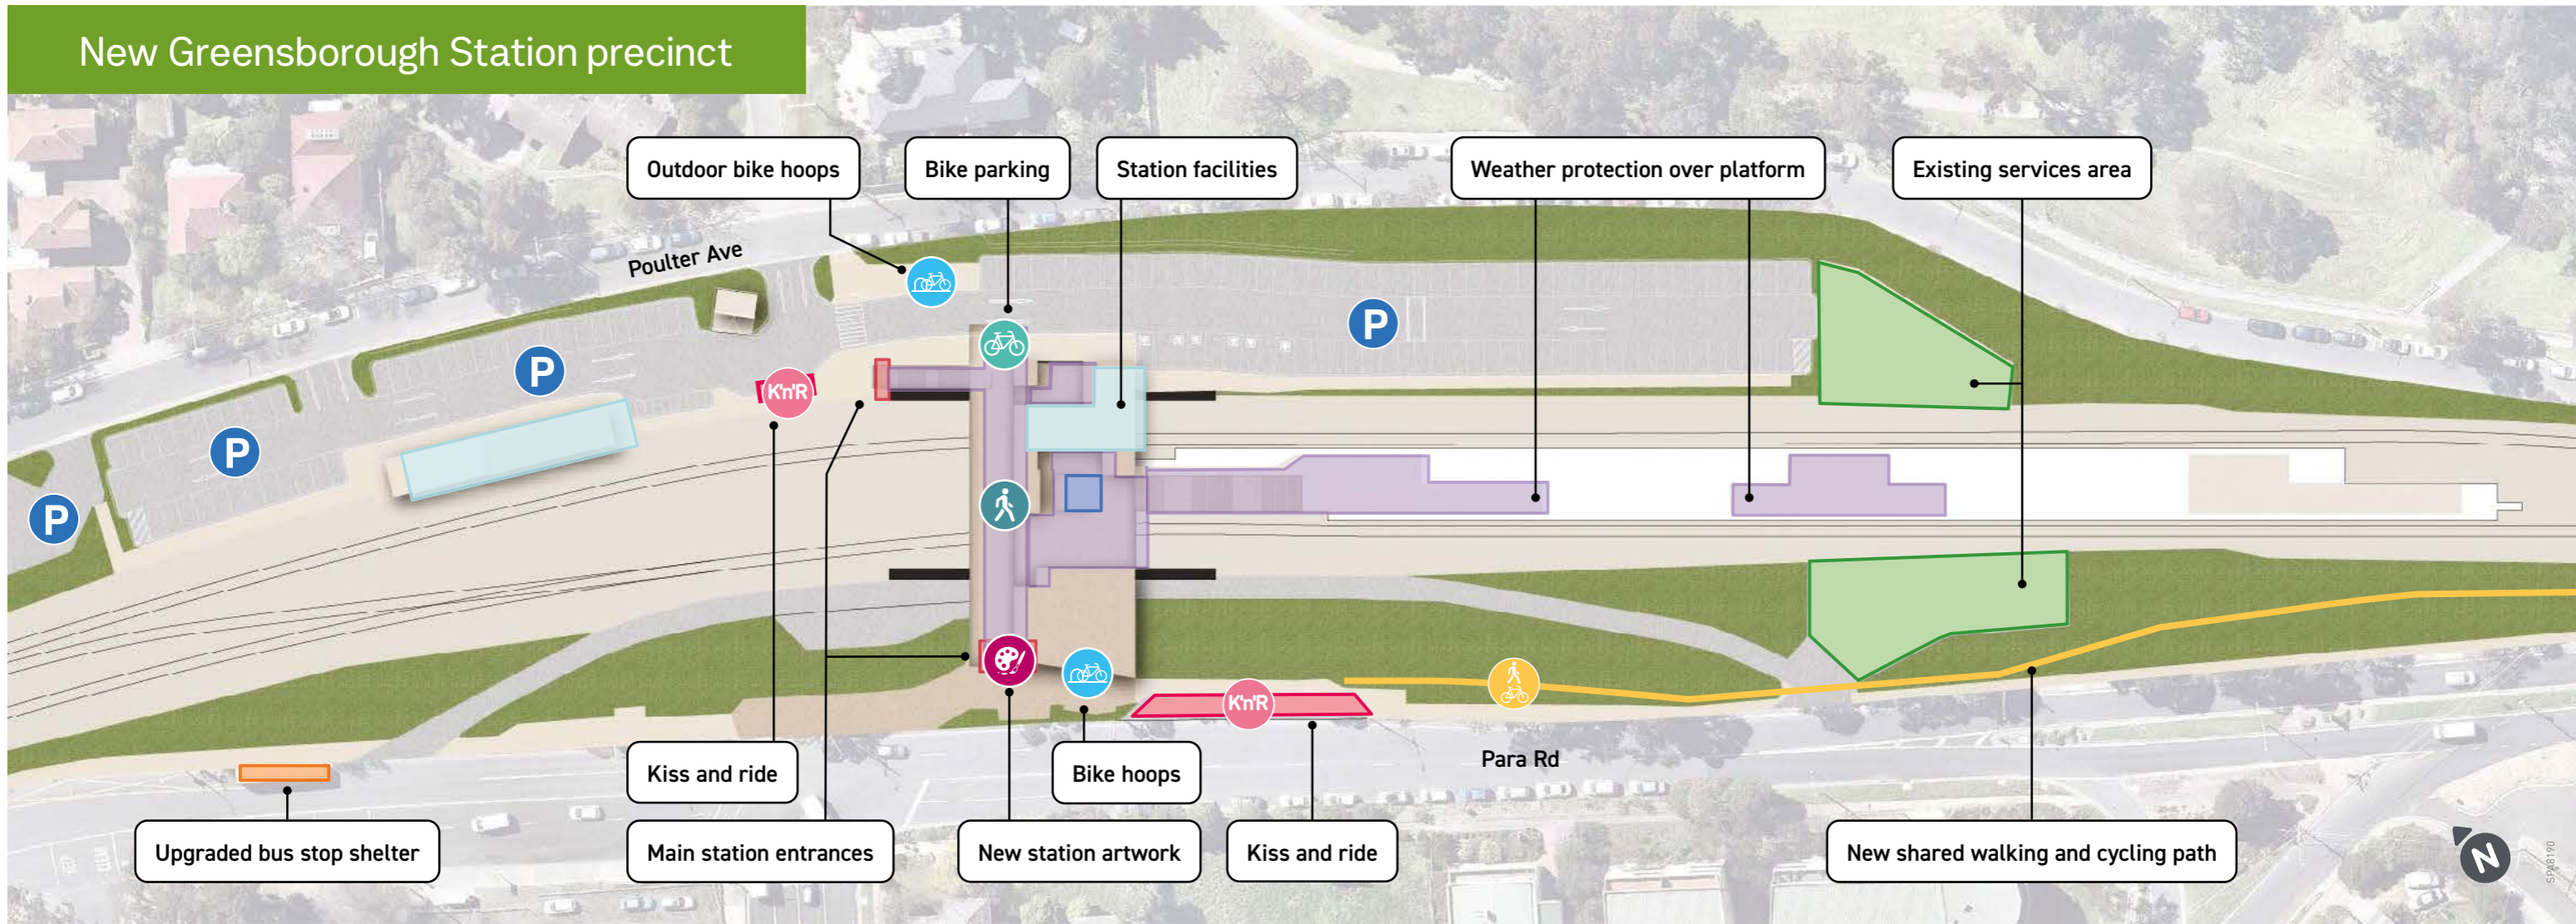 New Greensborough Station precinct
Outdoor bike hoops
Bike parking
Station facilities
Weather protection over platform
Existing services area
Poulter Ave
P
P
P
P
K'n'R
K'n'R
Para Rd
Kiss and ride
Bike hoops
Upgraded bus stop shelter
Main station entrances
New station artwork
Kiss and ride
New shared walking and cycling path
N
SPA8190